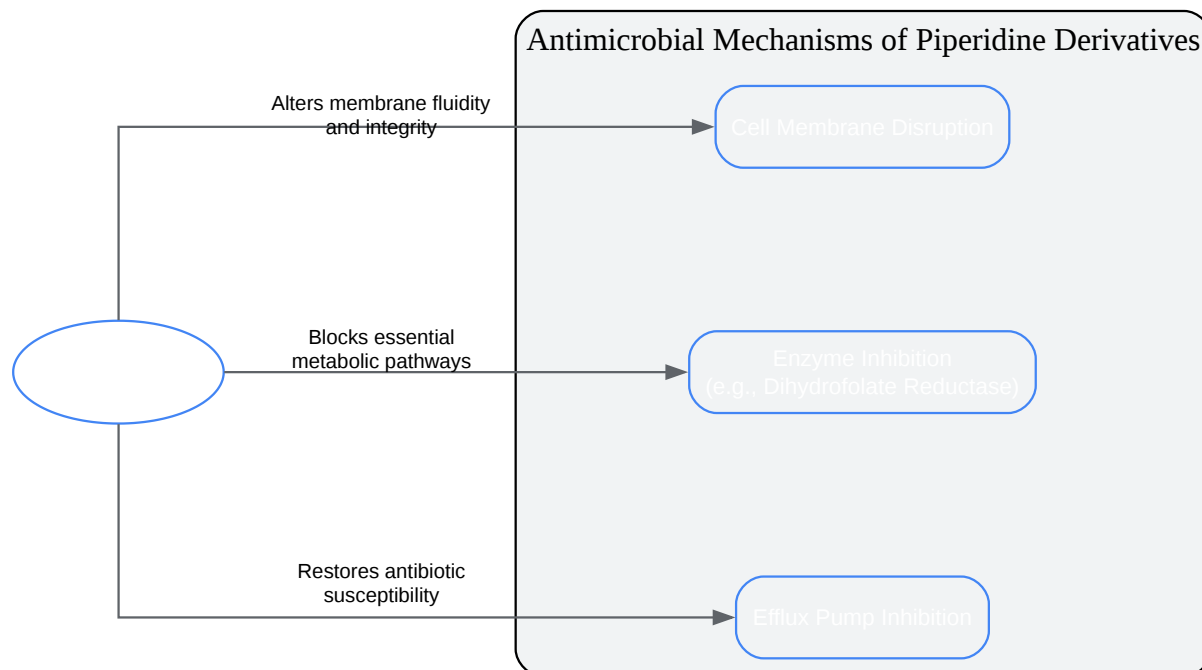 Antimicrobial Mechanisms of Piperidine Derivatives
Alters membrane fluidity
and integrity
Cell Membrane Disruption
Blocks essential
metabolic pathways
Enzyme Inhibition
(e.g., Dihydrofolate Reductase)
Restores antibiotic
susceptibility
Efflux Pump Inhibition